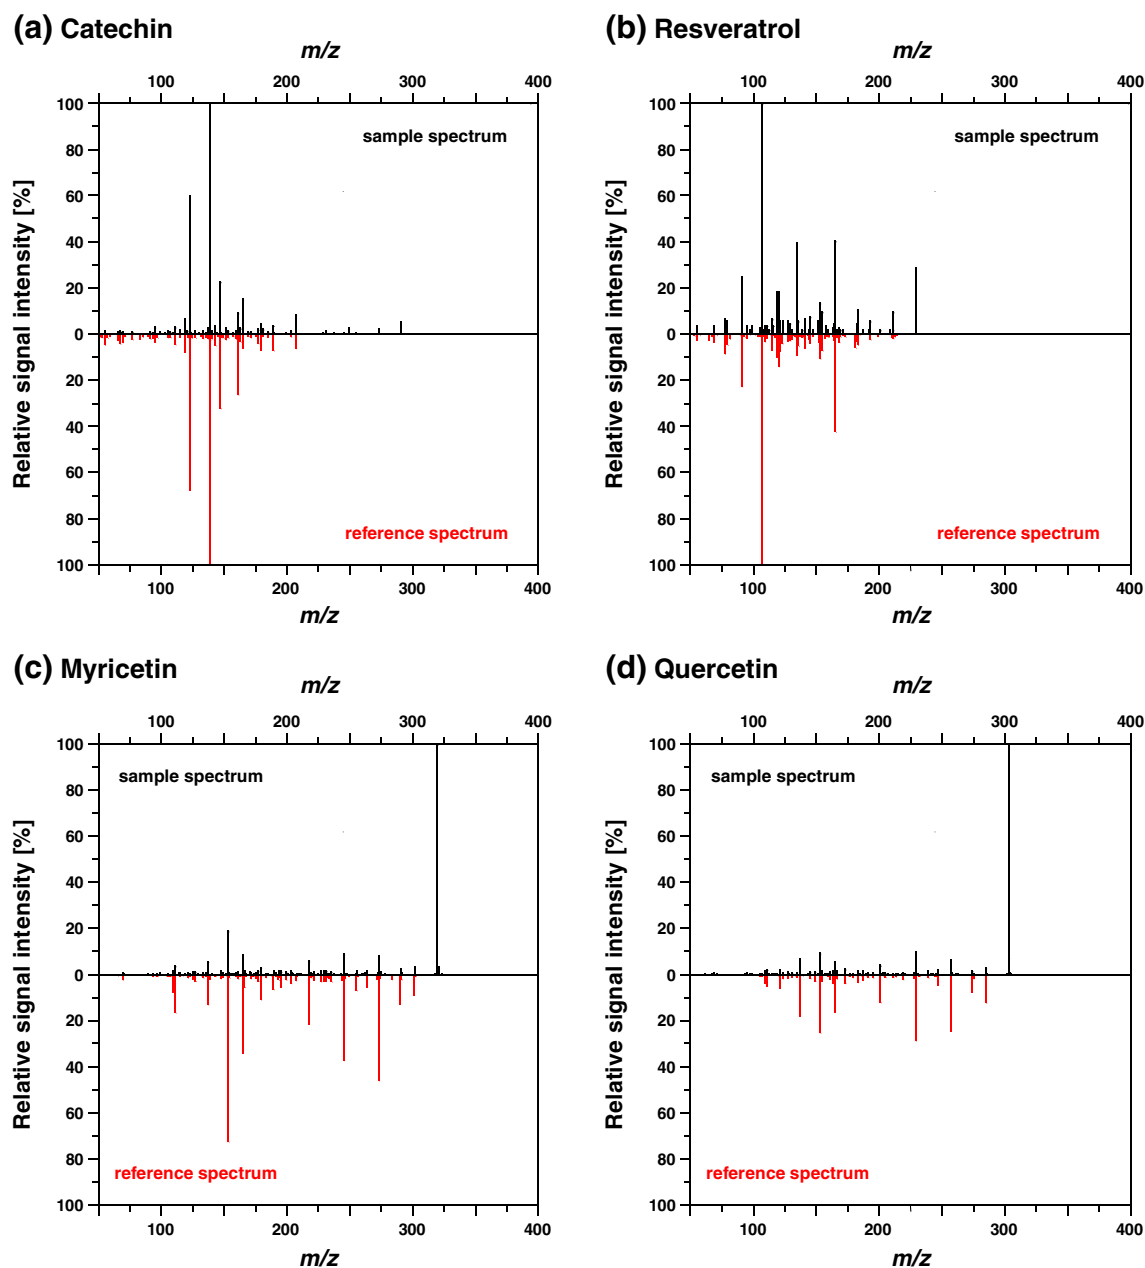 (a) Catechin
m/z
100 200 300 400
100
80
60
40
20
0
20
40
60
80
100
Relative signal intensity [%]
sample spectrum
reference spectrum
100 200 300 400
m/z
(b) Resveratrol
m/z
100 200 300 400
100
80
60
40
20
0
20
40
60
80
100
Relative signal intensity [%]
sample spectrum
reference spectrum
100 200 300 400
m/z
(c) Myricetin
m/z
100 200 300 400
100
80
60
40
20
0
20
40
60
80
100
Relative signal intensity [%]
sample spectrum
reference spectrum
100 200 300 400
m/z
(d) Quercetin
m/z
100 200 300 400
100
80
60
40
20
0
20
40
60
80
100
Relative signal intensity [%]
sample spectrum
reference spectrum
100 200 300 400
m/z